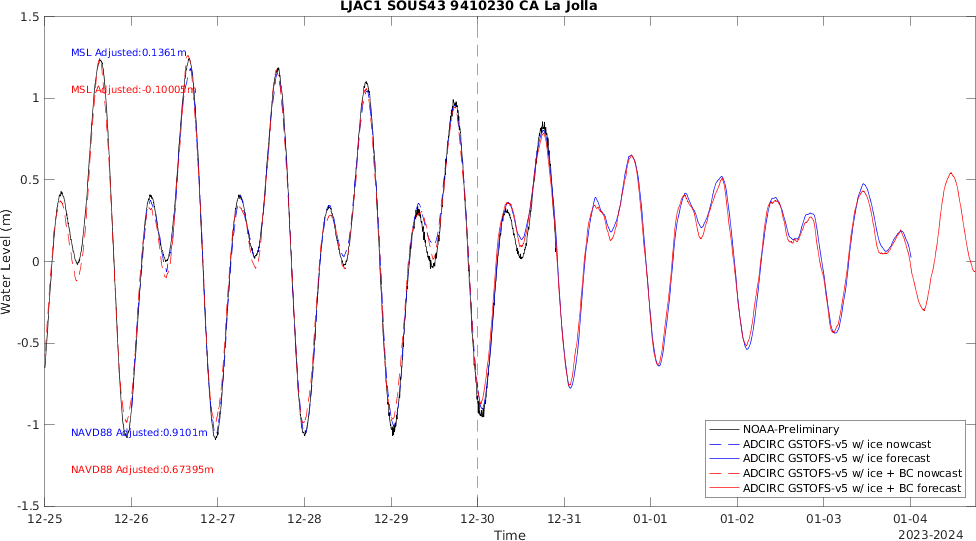 LJAC1 SOUS43 9410230 CA La Jolla
1.5
MSL Adjusted:0.1361m
MSL Adjusted:-0.10005m
1
0.5
0
-0.5
-1
-1.5
Water Level (m)
NAVD88 Adjusted:0.9101m
NAVD88 Adjusted:0.67395m
NOAA-Preliminary
ADCIRC GSTOFS-v5 w/ ice nowcast
ADCIRC GSTOFS-v5 w/ ice forecast
ADCIRC GSTOFS-v5 w/ ice + BC nowcast
ADCIRC GSTOFS-v5 w/ ice + BC forecast
12-25 12-26 12-27 12-28 12-29 12-30 12-31 01-01 01-02 01-03 01-04
Time
2023-2024